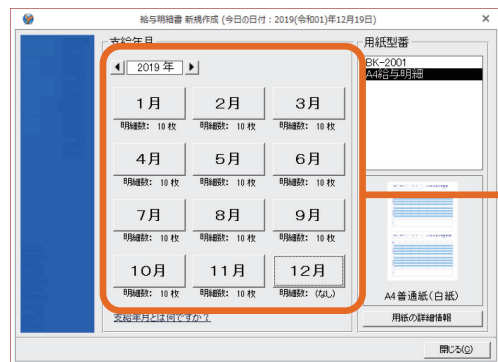 給与明細書 新規作成 (今日の日付 : 2019(令和01)年12月19日)
支給年月
2019 年
1月 2月 3月
明細数: 10 枚 明細数: 10 枚 明細数: 10 枚
4月 5月 6月
明細数: 10 枚 明細数: 10 枚 明細数: 10 枚
7月 8月 9月
明細数: 10 枚 明細数: 10 枚 明細数: 10 枚
10月 11月 12月
明細数: 10 枚 明細数: 10 枚 明細数: (なし)
支給年月とは何ですか?
用紙型番
BK-2001
A4給与明細
A4普通紙(白紙)
用紙の詳細情報
閉じる(C)